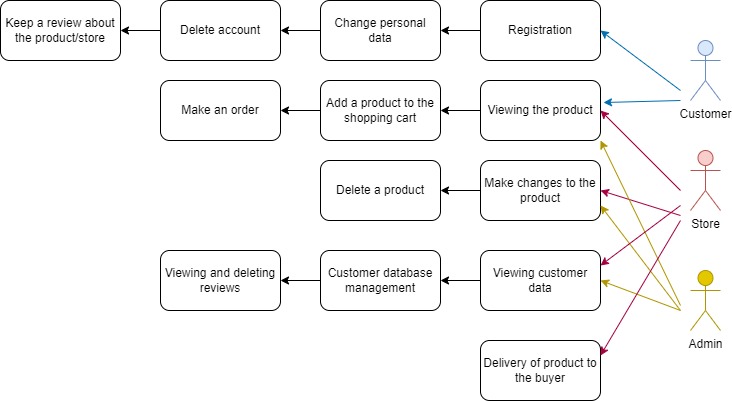 Keep a review about
the product/store
Delete account
Change personal
data
Registration
Customer
Make an order
Add a product to the
shopping cart
Viewing the product
Delete a product
Make changes to the
product
Store
Viewing and deleting
reviews
Customer database
management
Viewing customer
data
Admin
Delivery of product to
the buyer